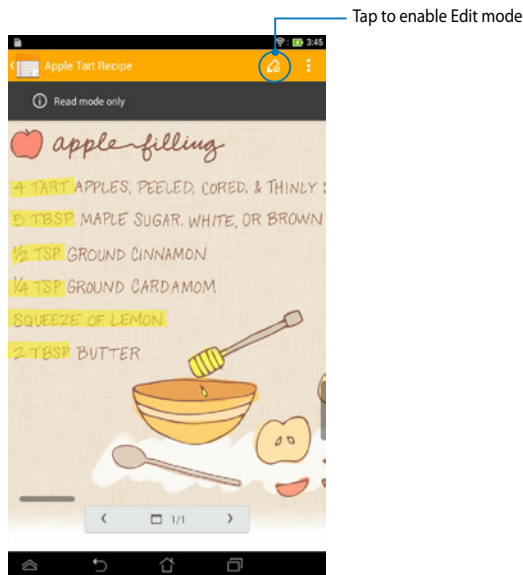 Tap to enable Edit mode
3:45
Apple Tart Recipe
Read mode only
apple filling
4 TART APPLES, PEELED, CORED, & THINLY
5 TBSP MAPLE SUGAR, WHITE, OR BROWN
1/2 TSP GROUND CINNAMON
1/4 TSP GROUND CARDAMOM
SQUEEZE OF LEMON
2 TBSP BUTTER
1/1